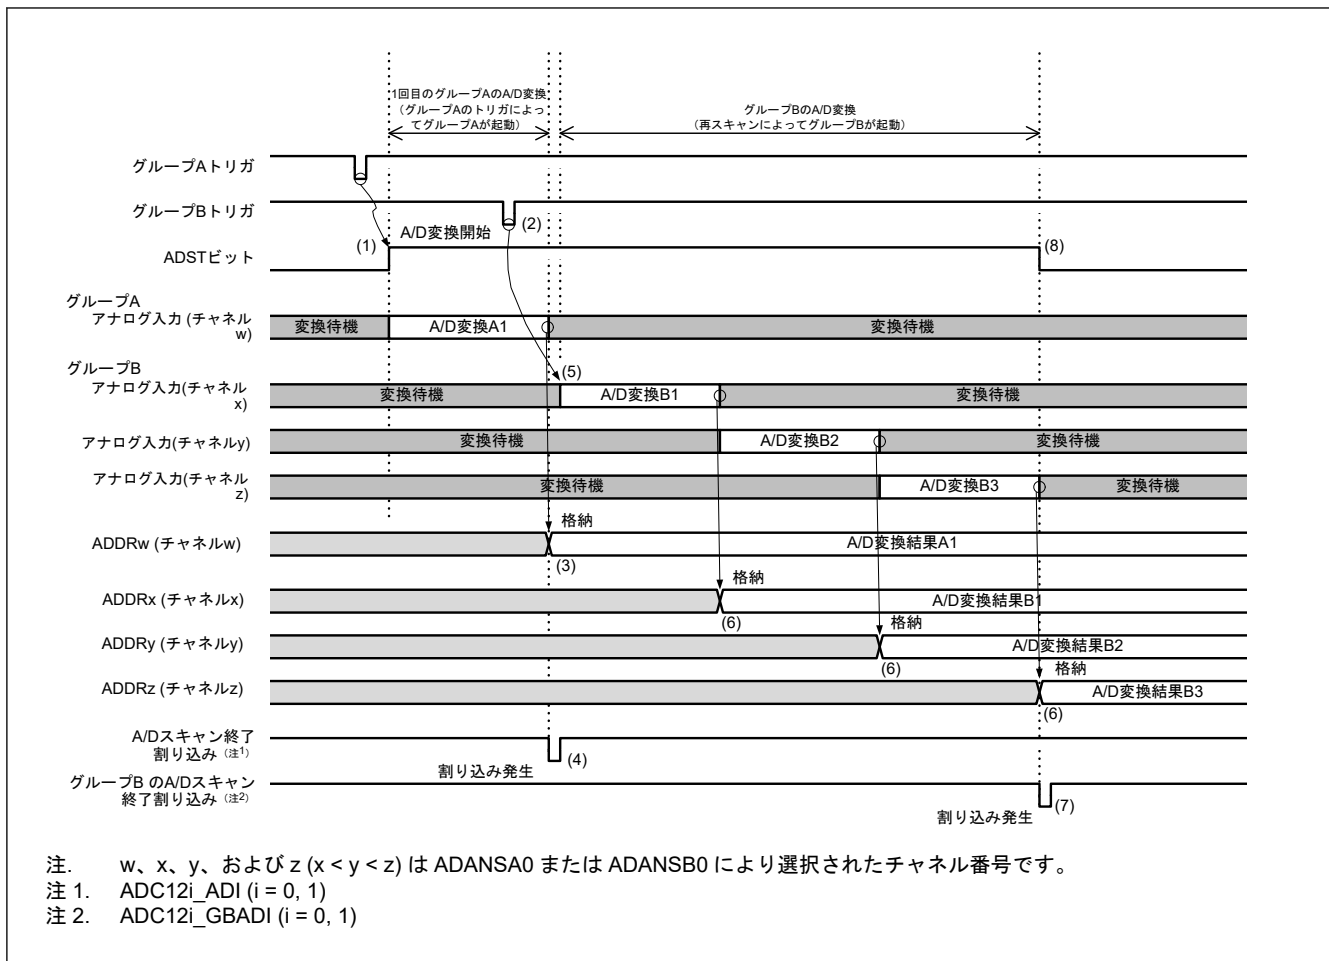 1回目のグループAのA/D変換
（グループAのトリガによっ
てグループAが起動）
グループBのA/D変換
（再スキャンによってグループBが起動）
グループAトリガ
グループBトリガ
(2)
A/D変換開始
(1)
(8)
ADSTビット
グループA
アナログ入力 (チャネル
w)
変換待機
A/D変換A1
変換待機
グループB
アナログ入力(チャネル
x)
(5)
変換待機
A/D変換B1
変換待機
アナログ入力(チャネルy)
変換待機
A/D変換B2
変換待機
アナログ入力(チャネル
z)
変換待機
A/D変換B3
変換待機
格納
ADDRw (チャネルw)
A/D変換結果A1
(3)
格納
ADDRx (チャネルx)
A/D変換結果B1
(6)
格納
ADDRy (チャネルy)
A/D変換結果B2
(6)
格納
ADDRz (チャネルz)
A/D変換結果B3
(6)
A/Dスキャン終了
割り込み（注1）
(4)
割り込み発生
グループB のA/Dスキャン
終了割り込み（注2）
(7)
割り込み発生
注. w、x、y、および z (x < y < z) は ADANSA0 または ADANSB0 により選択されたチャネル番号です。
注 1. ADC12i_ADI (i = 0, 1)
注 2. ADC12i_GBADI (i = 0, 1)